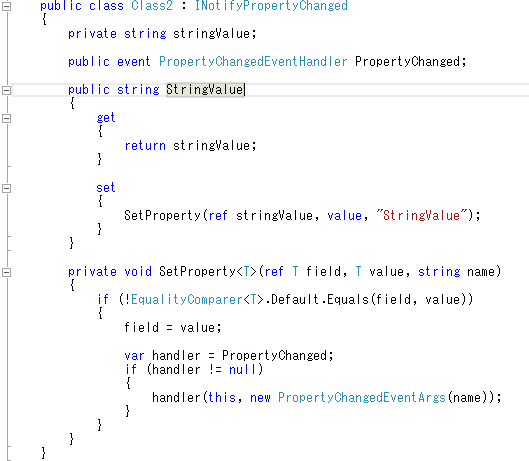 public class Class2 : INotifyPropertyChanged
{
    private string stringValue;

    public event PropertyChangedEventHandler PropertyChanged;

    public string StringValue
    {
        get
        {
            return stringValue;
        }

        set
        {
            SetProperty(ref stringValue, value, "StringValue");
        }
    }

    private void SetProperty<T>(ref T field, T value, string name)
    {
        if (!EqualityComparer<T>.Default.Equals(field, value))
        {
            field = value;

            var handler = PropertyChanged;
            if (handler != null)
            {
                handler(this, new PropertyChangedEventArgs(name));
            }
        }
    }
}